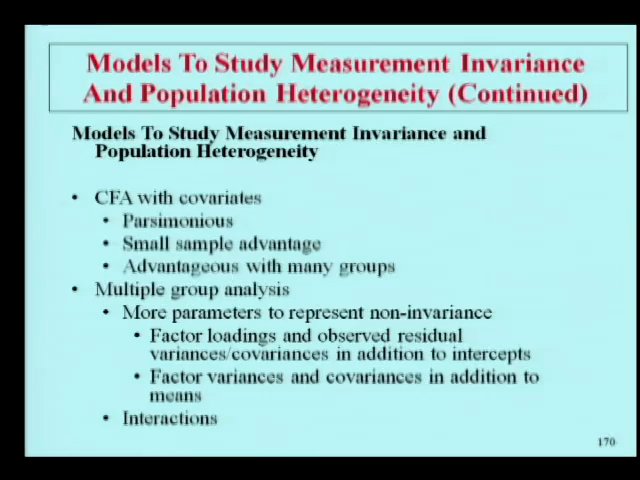 Models To Study Measurement Invariance
And Population Heterogeneity (Continued)
Models To Study Measurement Invariance and
Population Heterogeneity
• CFA with covariates
• Parsimonious
• Small sample advantage
• Advantageous with many groups
• Multiple group analysis
• More parameters to represent non-invariance
• Factor loadings and observed residual
variances/covariances in addition to intercepts
• Factor variances and covariances in addition to
means
• Interactions
170